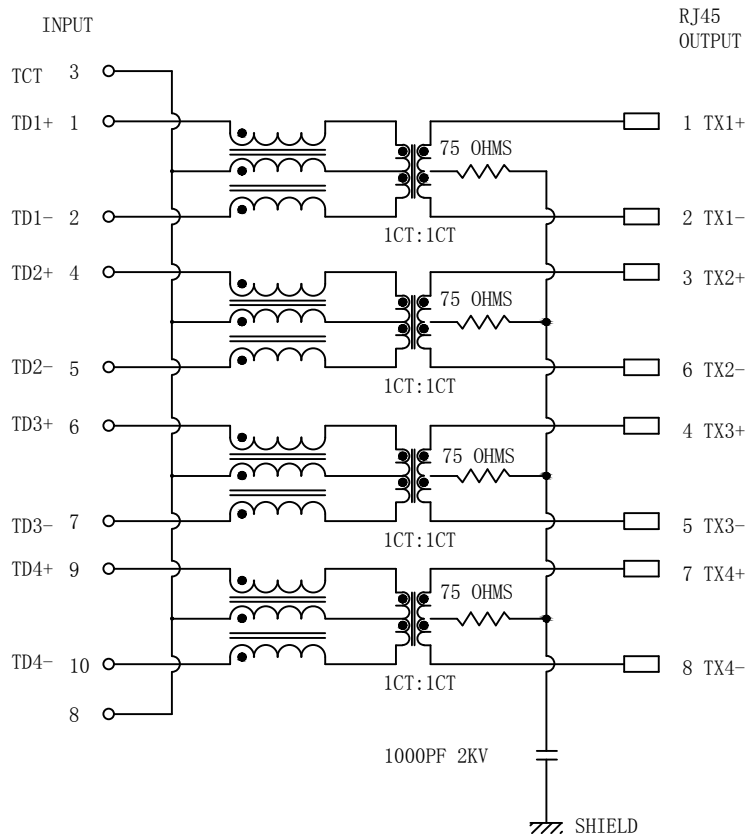 INPUT
RJ45
OUTPUT
TCT 3
TD1+ 1
1 TX1+
75 OHMS
TD1- 2
2 TX1-
1CT:1CT
TD2+ 4
3 TX2+
75 OHMS
TD2- 5
6 TX2-
1CT:1CT
TD3+ 6
4 TX3+
75 OHMS
TD3- 7
5 TX3-
1CT:1CT
TD4+ 9
7 TX4+
75 OHMS
TD4- 10
8 TX4-
1CT:1CT
8
1000PF 2KV
SHIELD